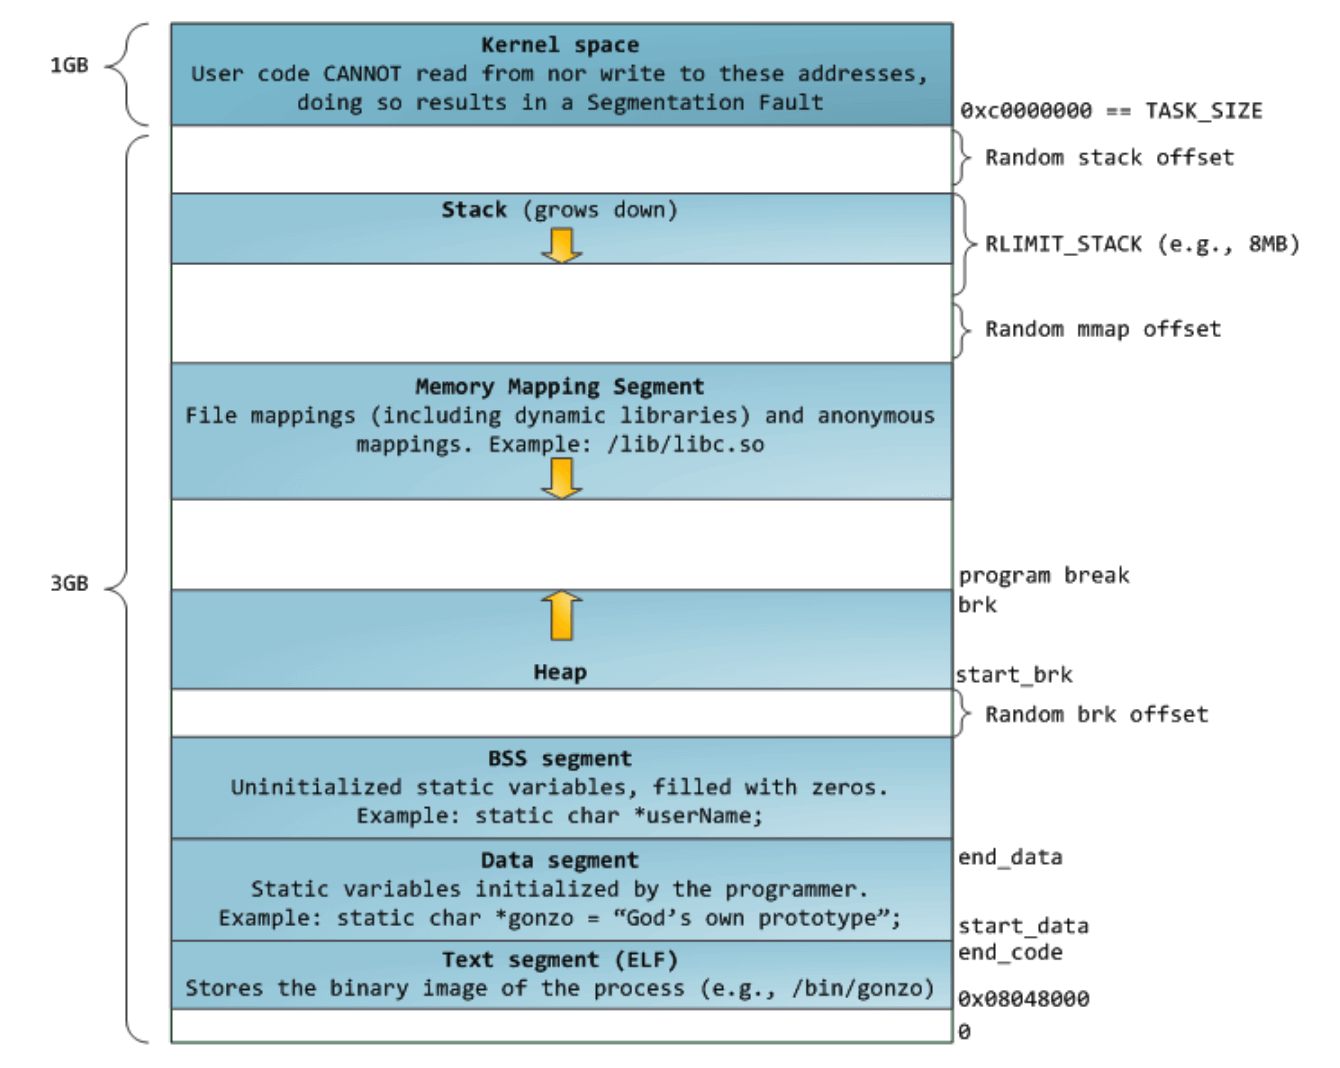 1GB
Kernel space
User code CANNOT read from nor write to these addresses,
doing so results in a Segmentation Fault
0xc0000000 == TASK_SIZE
Random stack offset
Stack (grows down)
RLIMIT_STACK (e.g., 8MB)
Random mmap offset
Memory Mapping Segment
File mappings (including dynamic libraries) and anonymous
mappings. Example: /lib/libc.so
3GB
program break
brk
Heap
start_brk
Random brk offset
BSS segment
Uninitialized static variables, filled with zeros.
Example: static char *userName;
Data segment
Static variables initialized by the programmer.
Example: static char *gonzo = “God’s own prototype”;
end_data
start_data
end_code
Text segment (ELF)
Stores the binary image of the process (e.g., /bin/gonzo)
0x08048000
0